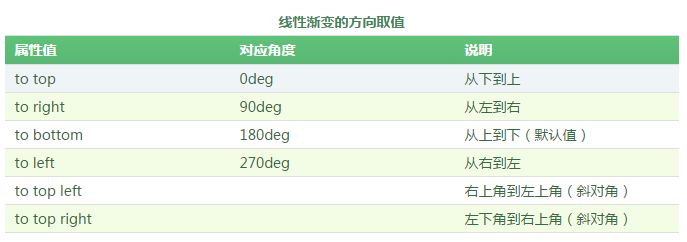 线性渐变的方向取值
属性值 对应角度 说明
to top 0deg 从下到上
to right 90deg 从左到右
to bottom 180deg 从上到下（默认值）
to left 270deg 从右到左
to top left 右上角到左上角（斜对角）
to top right 左下角到右上角（斜对角）